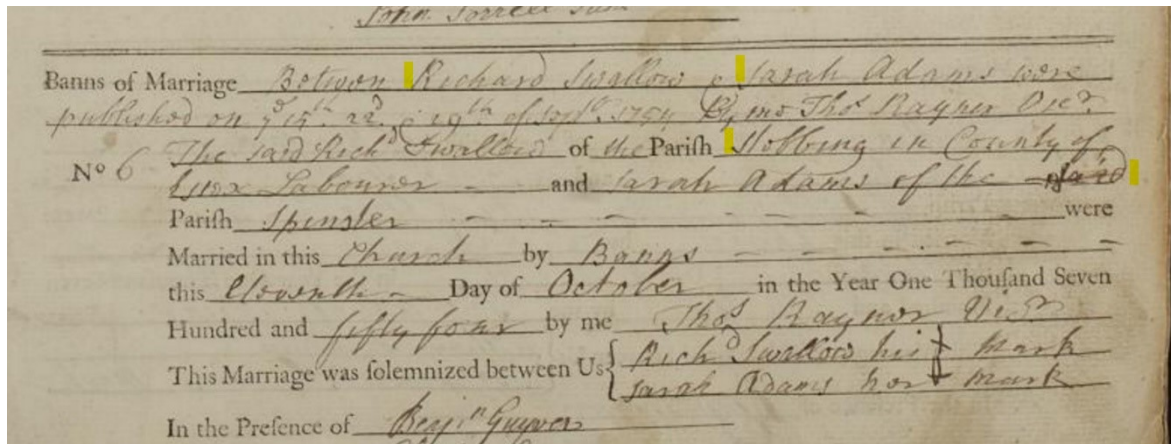 John Sorrell
Banns of Marriage Between Richard Swallow & Sarah Adams were
published on ye 15th. 22d. & 29th of Sepr. 1754 By me Thos Rayner Vicr.
The said Richd Swallow of the Parish Stebbing in County of
No 6 Essex Labourer and Sarah Adams of the said
Parish Spinster were
Married in this Church by Banns
this Eleventh Day of October in the Year One Thousand Seven
Hundred and fifty four by me Thos Rayner Vicr
This Marriage was solemnized between Us { Richd Swallow his + mark
Sarah Adams her + mark
In the Presence of Benjn Guyver